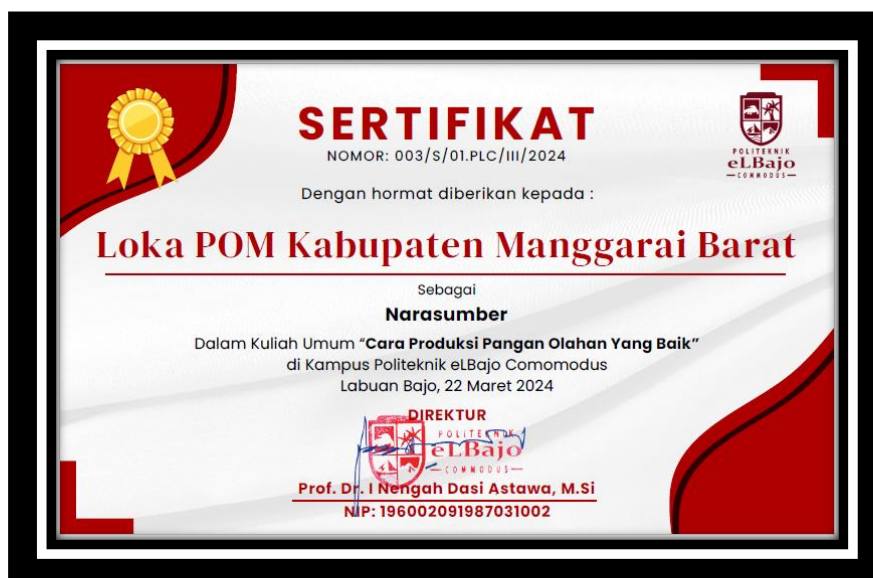 SERTIFIKAT
NOMOR: 003/S/01.PLC/III/2024
POLITEKNIK
eLBajo
COMMODUS
Dengan hormat diberikan kepada :
Loka POM Kabupaten Manggarai Barat
Sebagai
Narasumber
Dalam Kuliah Umum “Cara Produksi Pangan Olahan Yang Baik”
di Kampus Politeknik eLBajo Comomodus
Labuan Bajo, 22 Maret 2024
DIREKTUR
POLITEKNIK
eLBajo
COMMODUS
Prof. Dr. I Nengah Dasi Astawa, M.Si
NIP: 196002091987031002